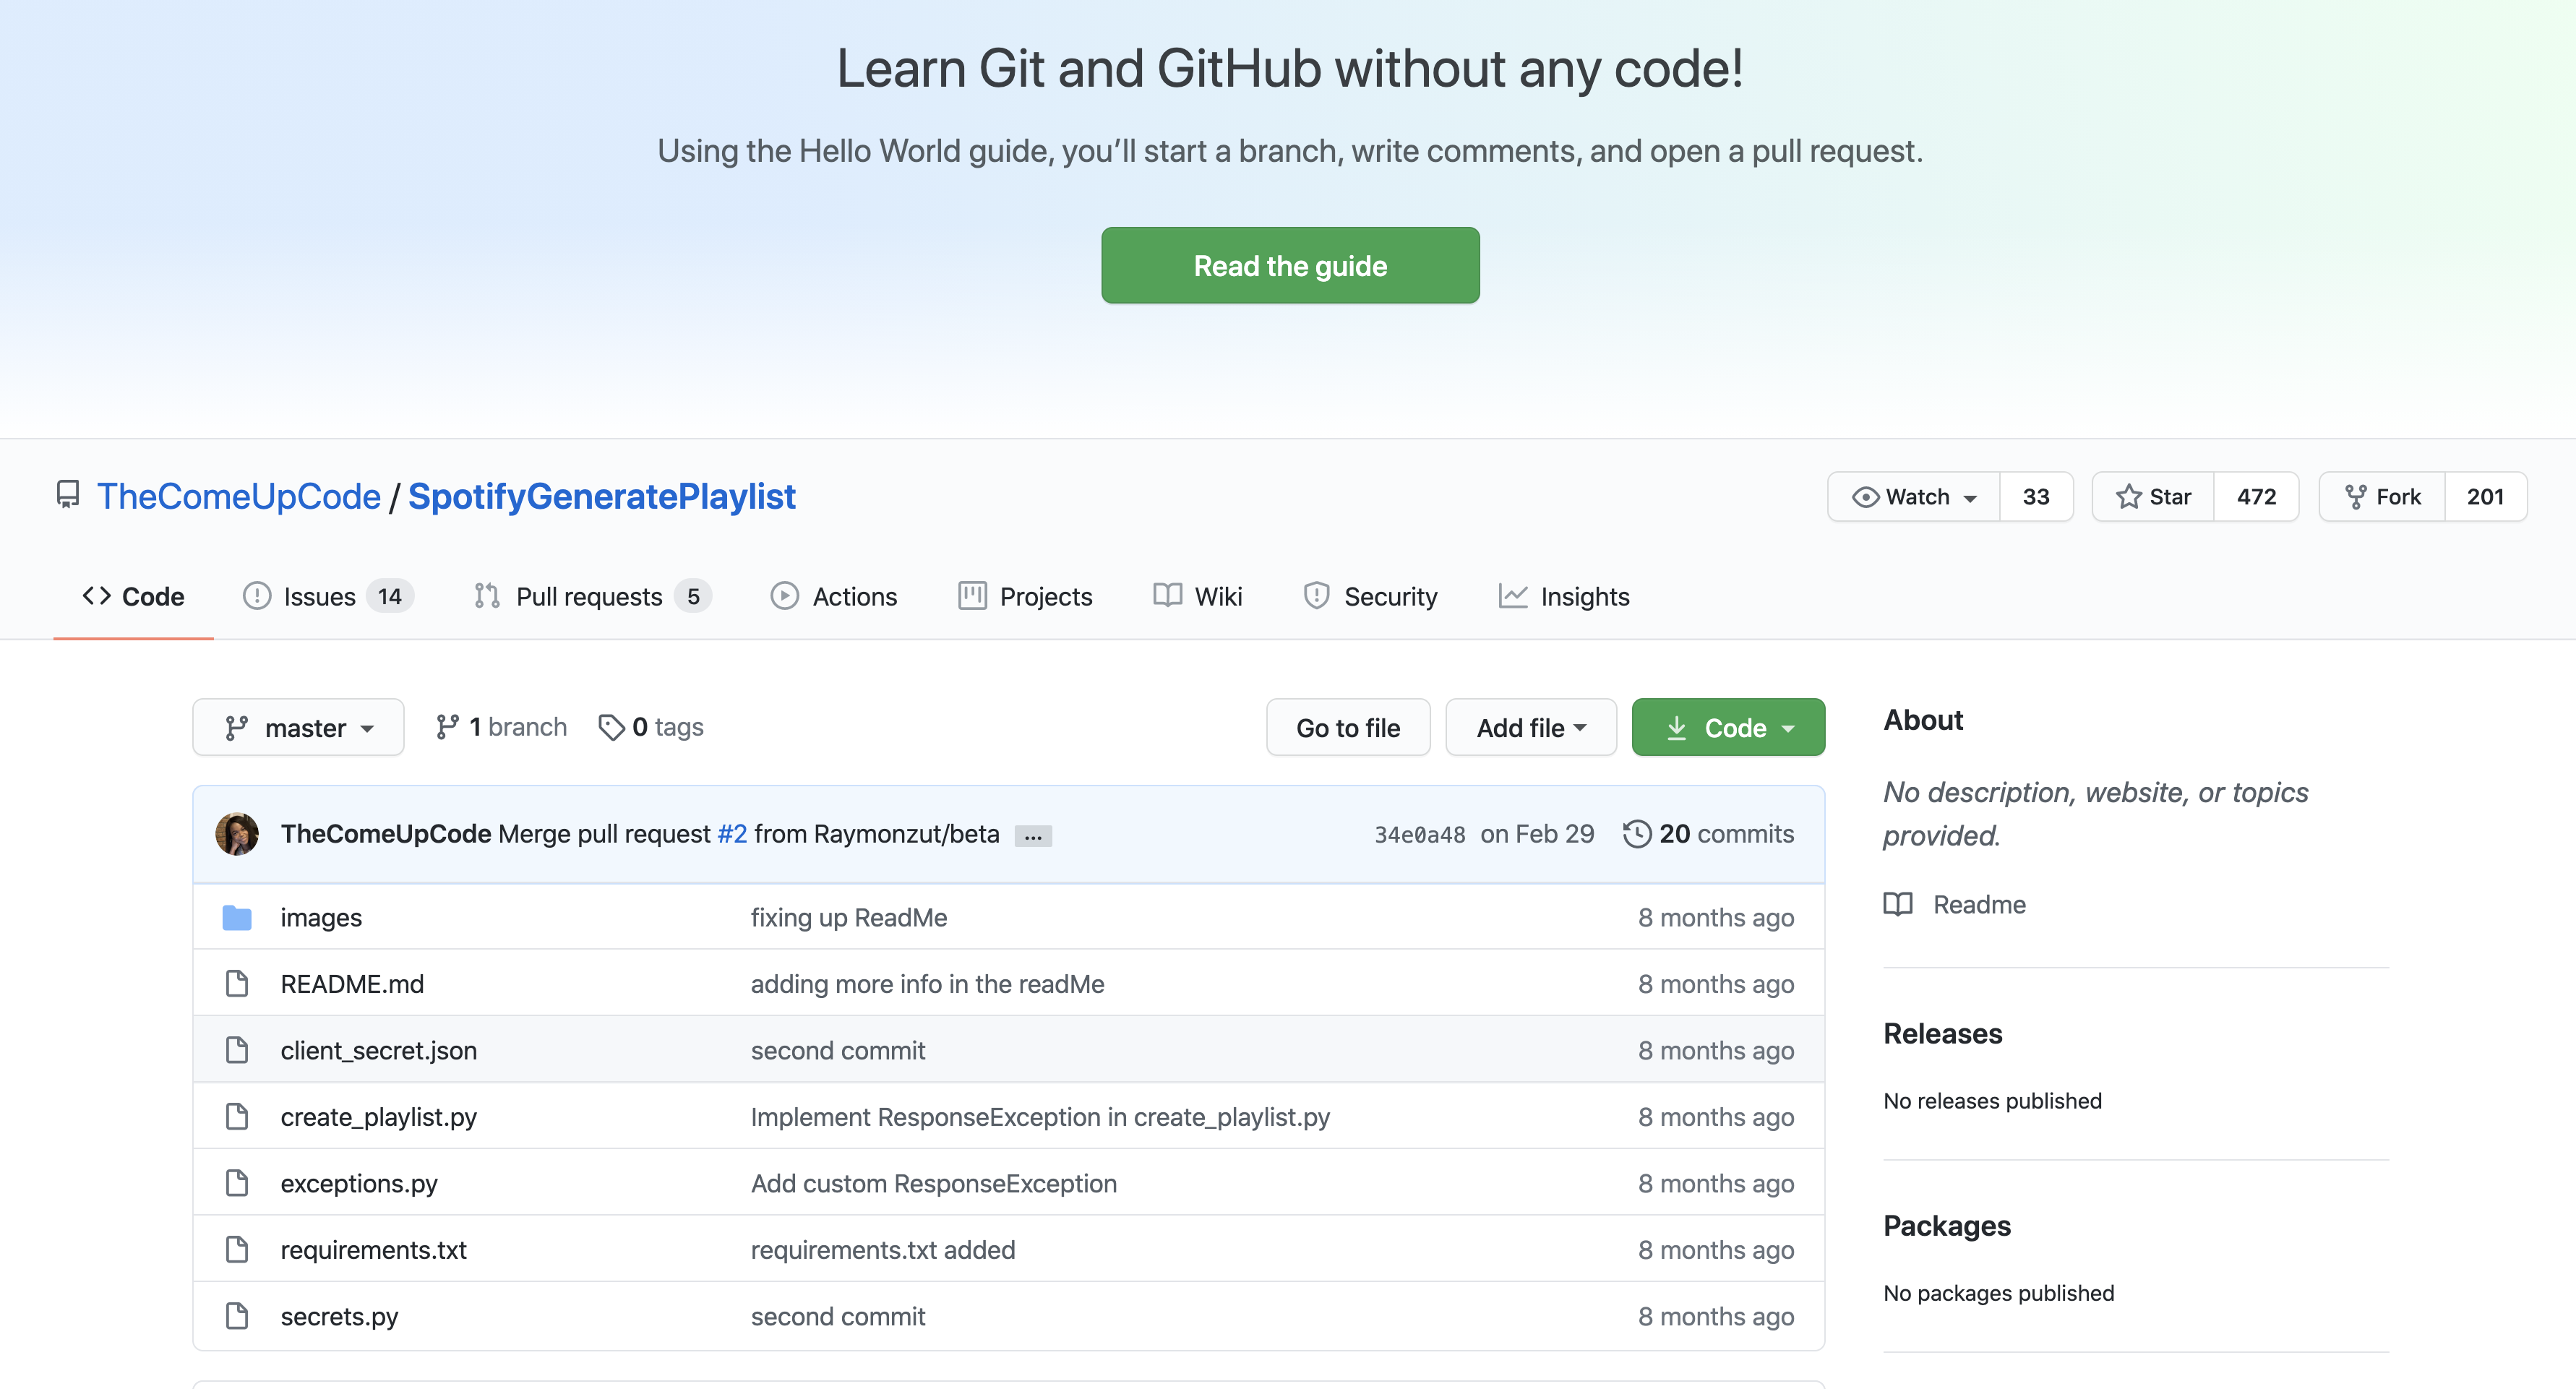 Learn Git and GitHub without any code!
Using the Hello World guide, you’ll start a branch, write comments, and open a pull request.
Read the guide
TheComeUpCode / SpotifyGeneratePlaylist
Watch 33 Star 472 Fork 201
Code Issues 14 Pull requests 5 Actions Projects Wiki Security Insights
master 1 branch 0 tags Go to file Add file Code
TheComeUpCode Merge pull request #2 from Raymonzut/beta ... 34e0a48 on Feb 29 20 commits
images fixing up ReadMe 8 months ago
README.md adding more info in the readMe 8 months ago
client_secret.json second commit 8 months ago
create_playlist.py Implement ResponseException in create_playlist.py 8 months ago
exceptions.py Add custom ResponseException 8 months ago
requirements.txt requirements.txt added 8 months ago
secrets.py second commit 8 months ago
About
No description, website, or topics
provided.
Readme
Releases
No releases published
Packages
No packages published